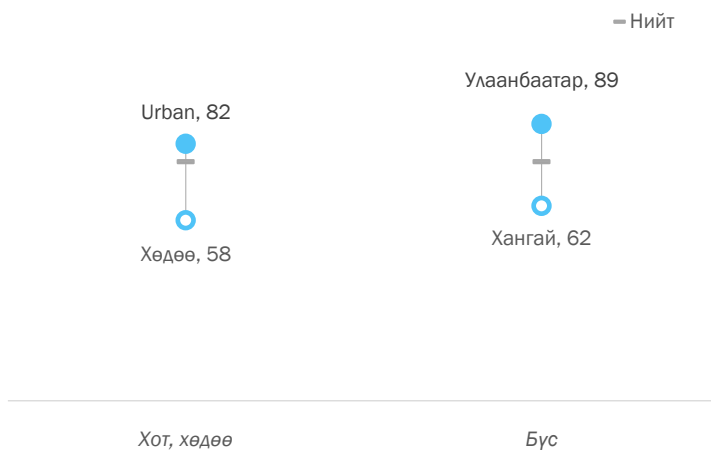 Нийт
Улаанбаатар, 89
Urban, 82
Хангай, 62
Хөдөө, 58
Хот, хөдөө
Бүс